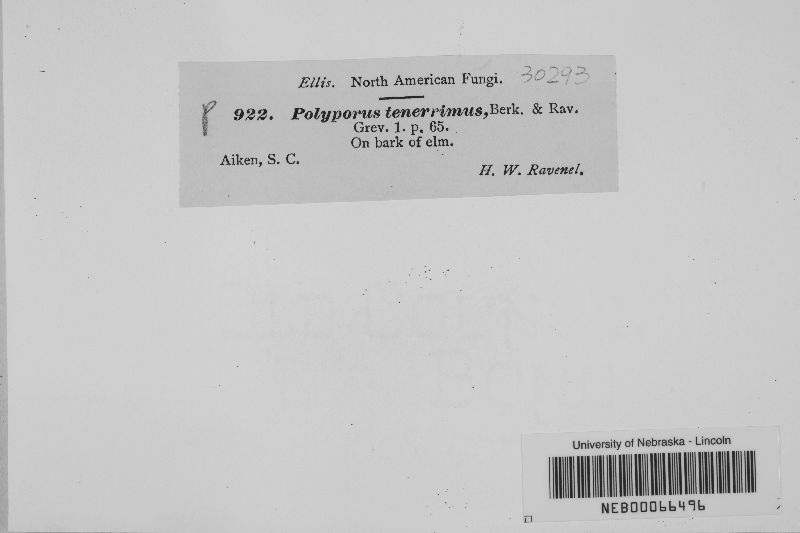 Ellis. North American Fungi. 30293
P 922. Polyporus tenerrimus, Berk. & Rav.
Grev. 1. p. 65.
On bark of elm.
Aiken, S. C.
H. W. Ravenel.
University of Nebraska - Lincoln
NEB00066496